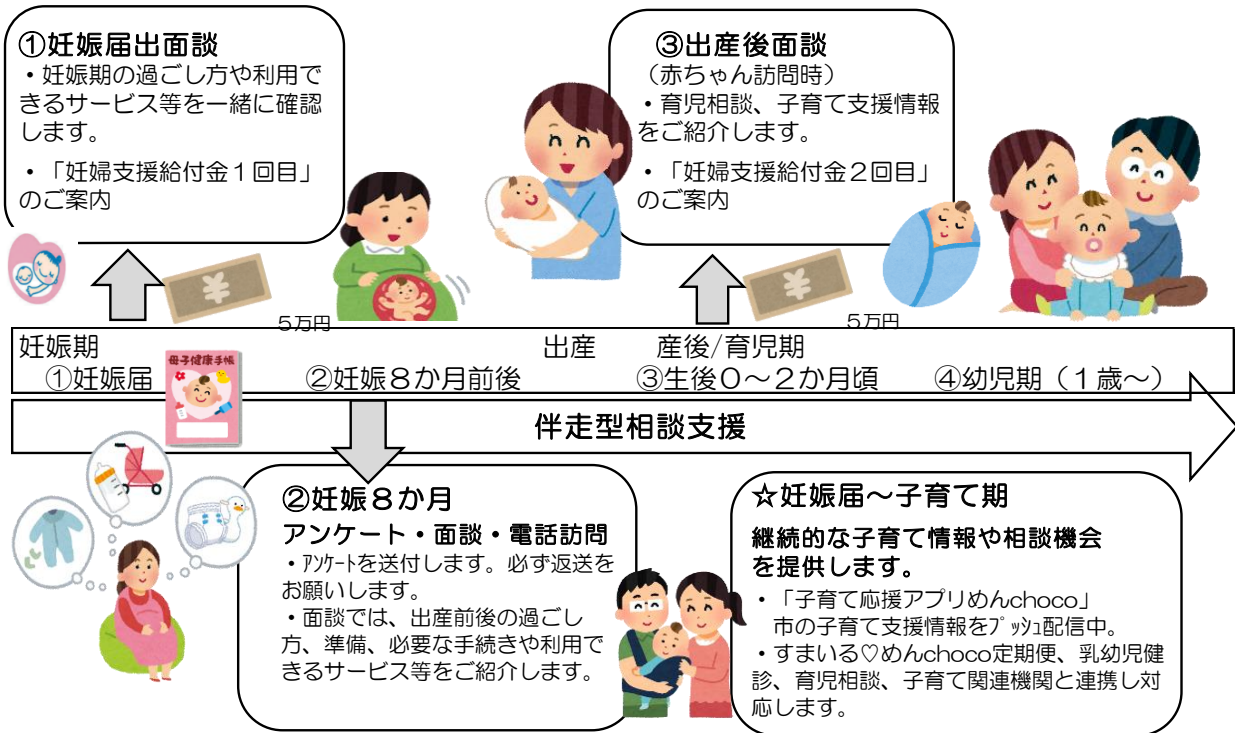 ①妊娠届出面談
・妊娠期の過ごし方や利用で
きるサービス等を一緒に確認
します。
・「妊婦支援給付金１回目」
のご案内
③出産後面談
（赤ちゃん訪問時）
・育児相談、子育て支援情報
をご紹介します。
・「妊婦支援給付金２回目」
のご案内
¥
５万円
¥
５万円
妊娠期
出産
産後/育児期
①妊娠届
母子健康手帳
②妊娠８か月前後
③生後０～２か月頃
④幼児期（１歳～）
伴走型相談支援
②妊娠８か月
アンケート・面談・電話訪問
・ｱﾝｹｰﾄを送付します。必ず返送を
お願いします。
・面談では、出産前後の過ごし
方、準備、必要な手続きや利用で
きるサービス等をご紹介します。
☆妊娠届～子育て期
継続的な子育て情報や相談機会
を提供します。
・「子育て応援アプリめんchoco」
市の子育て支援情報をﾌﾟｯｼｭ配信中。
・すまいる♡めんchoco定期便、乳幼児健
診、育児相談、子育て関連機関と連携し対
応します。